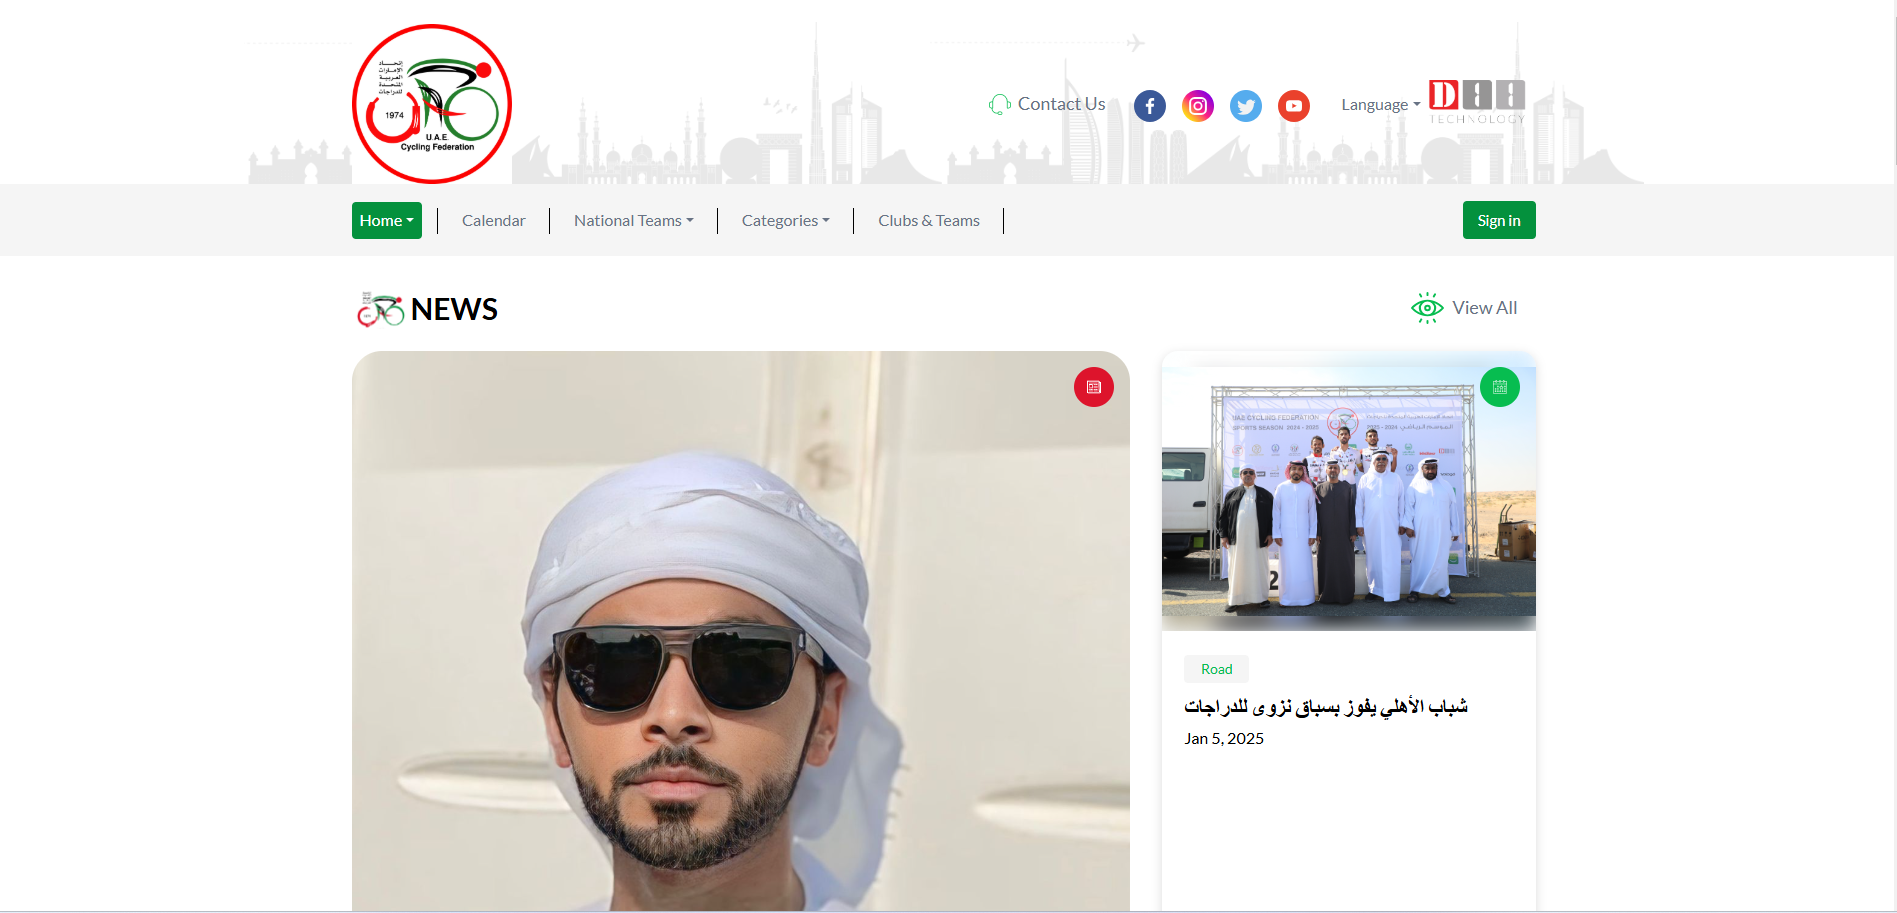 إتحــاد
الإمارات
العربية
المتحدة
للدراجات
1974
U.A.E.
Cycling Federation
Contact Us
Language
TECHNOLOGY
Home
Calendar
National Teams
Categories
Clubs & Teams
Sign in
NEWS
View All
UAE CYCLING FEDERATION
SPORTS SEASON 2024 - 2025
Road
شباب الأهلي يفوز بسباق نزوى للدراجات
Jan 5, 2025